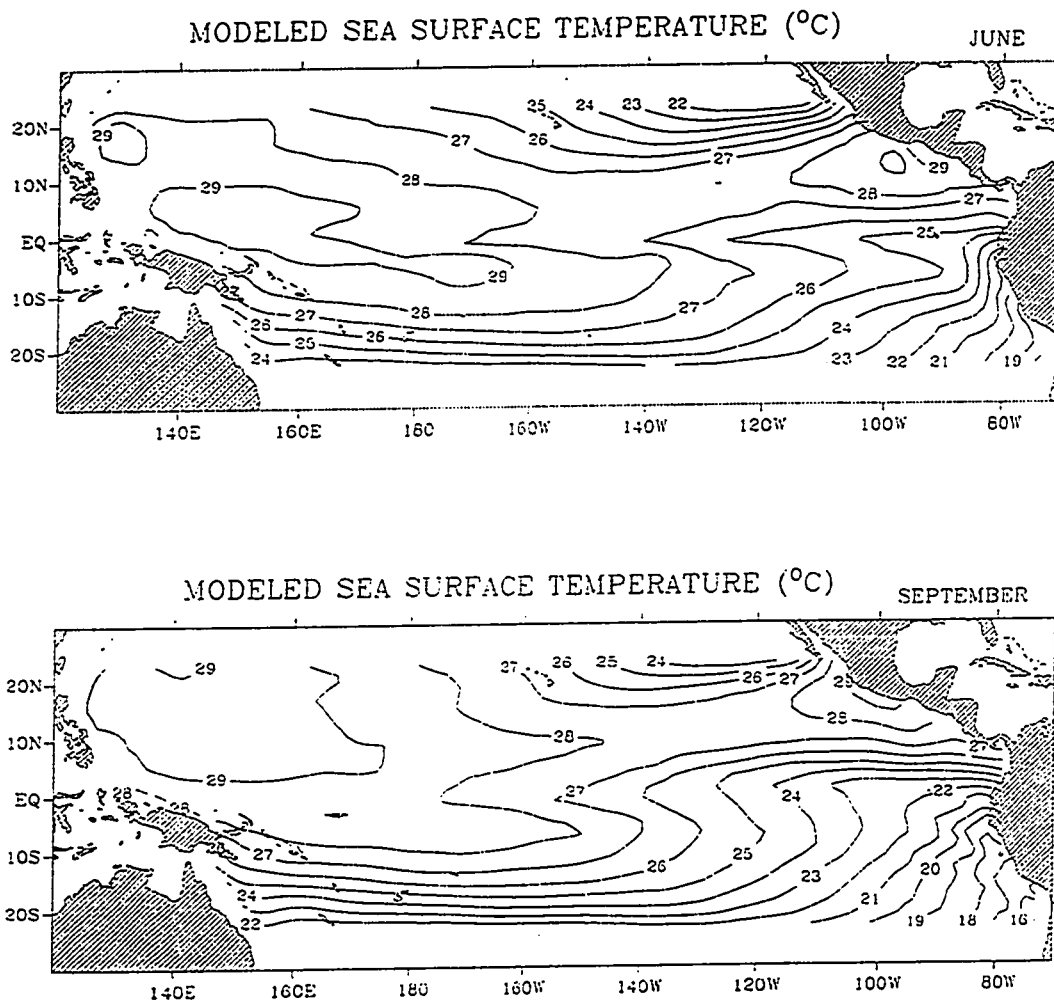 MODELED SEA SURFACE TEMPERATURE (°C)
JUNE
25 24 23 22
20N 29 27 26 27
29
10N 29 28 28 27
EQ 25
29 26
10S 28 27
28 27 26 24
20S 24 25 23 22 21 19
140E 160E 180 160W 140W 120W 100W 80W
MODELED SEA SURFACE TEMPERATURE (°C)
SEPTEMBER
29 27 26 25 24
20N 26 27
28
10N 28 27
29
EQ 28 28 27 24 22
10S 27 26 25 20
24 23 21
20S 22 19 18 16
140E 160E 180 160W 140W 120W 100W 80W